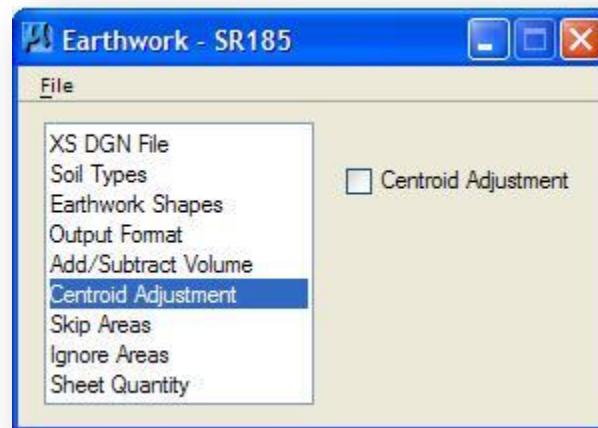 Earthwork - SR185
File
XS DGN File
Soil Types
Earthwork Shapes
Output Format
Add/Subtract Volume
Centroid Adjustment
Skip Areas
Ignore Areas
Sheet Quantity
Centroid Adjustment